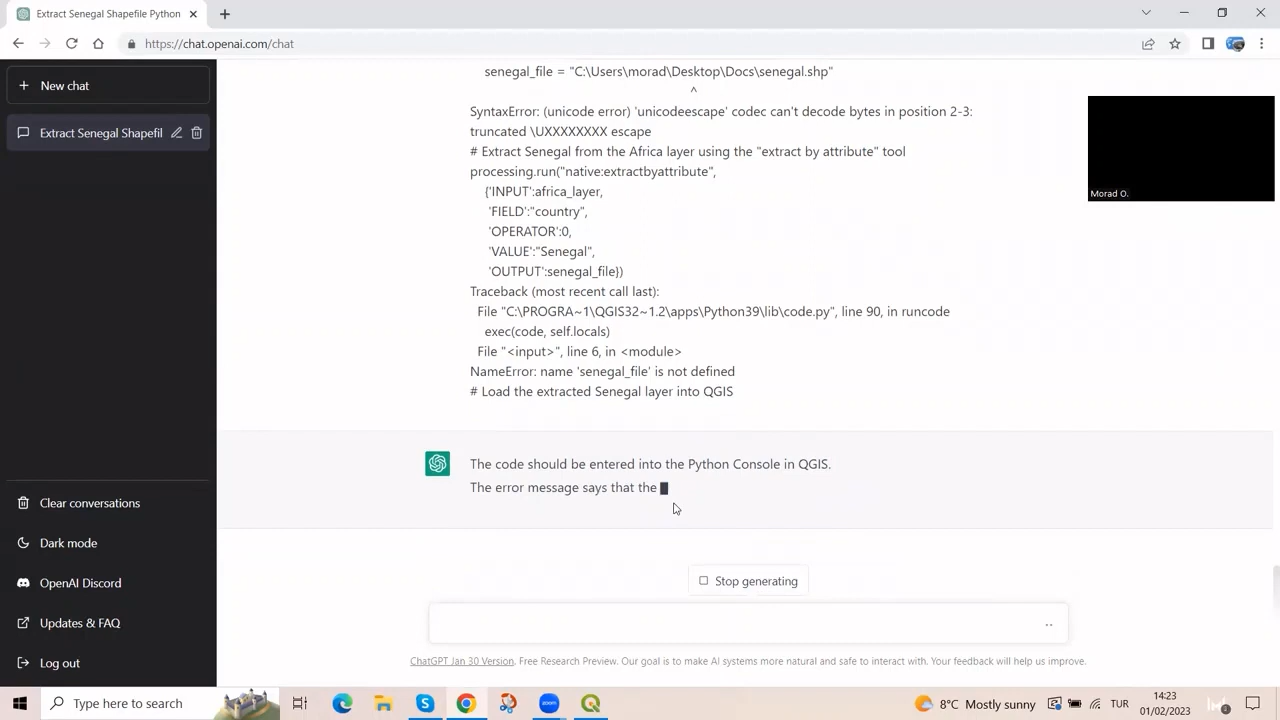 Extract Senegal Shapefile Python
https://chat.openai.com/chat
New chat
Extract Senegal Shapefil
Clear conversations
Dark mode
OpenAI Discord
Updates & FAQ
Log out
senegal_file = "C:\Users\morad\Desktop\Docs\senegal.shp"
^
SyntaxError: (unicode error) 'unicodeescape' codec can't decode bytes in position 2-3:
truncated \UXXXXXXXX escape
# Extract Senegal from the Africa layer using the "extract by attribute" tool
processing.run("native:extractbyattribute",
{'INPUT':africa_layer,
'FIELD':"country",
'OPERATOR':0,
'VALUE':"Senegal",
'OUTPUT':senegal_file})
Traceback (most recent call last):
File "C:\PROGRA~1\QGIS32~1.2\apps\Python39\lib\code.py", line 90, in runcode
exec(code, self.locals)
File "<input>", line 6, in <module>
NameError: name 'senegal_file' is not defined
# Load the extracted Senegal layer into QGIS
Morad O.
The code should be entered into the Python Console in QGIS.
The error message says that the
Stop generating
ChatGPT Jan 30 Version. Free Research Preview. Our goal is to make AI systems more natural and safe to interact with. Your feedback will help us improve.
Type here to search
zoom
8°C Mostly sunny
TUR
14:23
01/02/2023